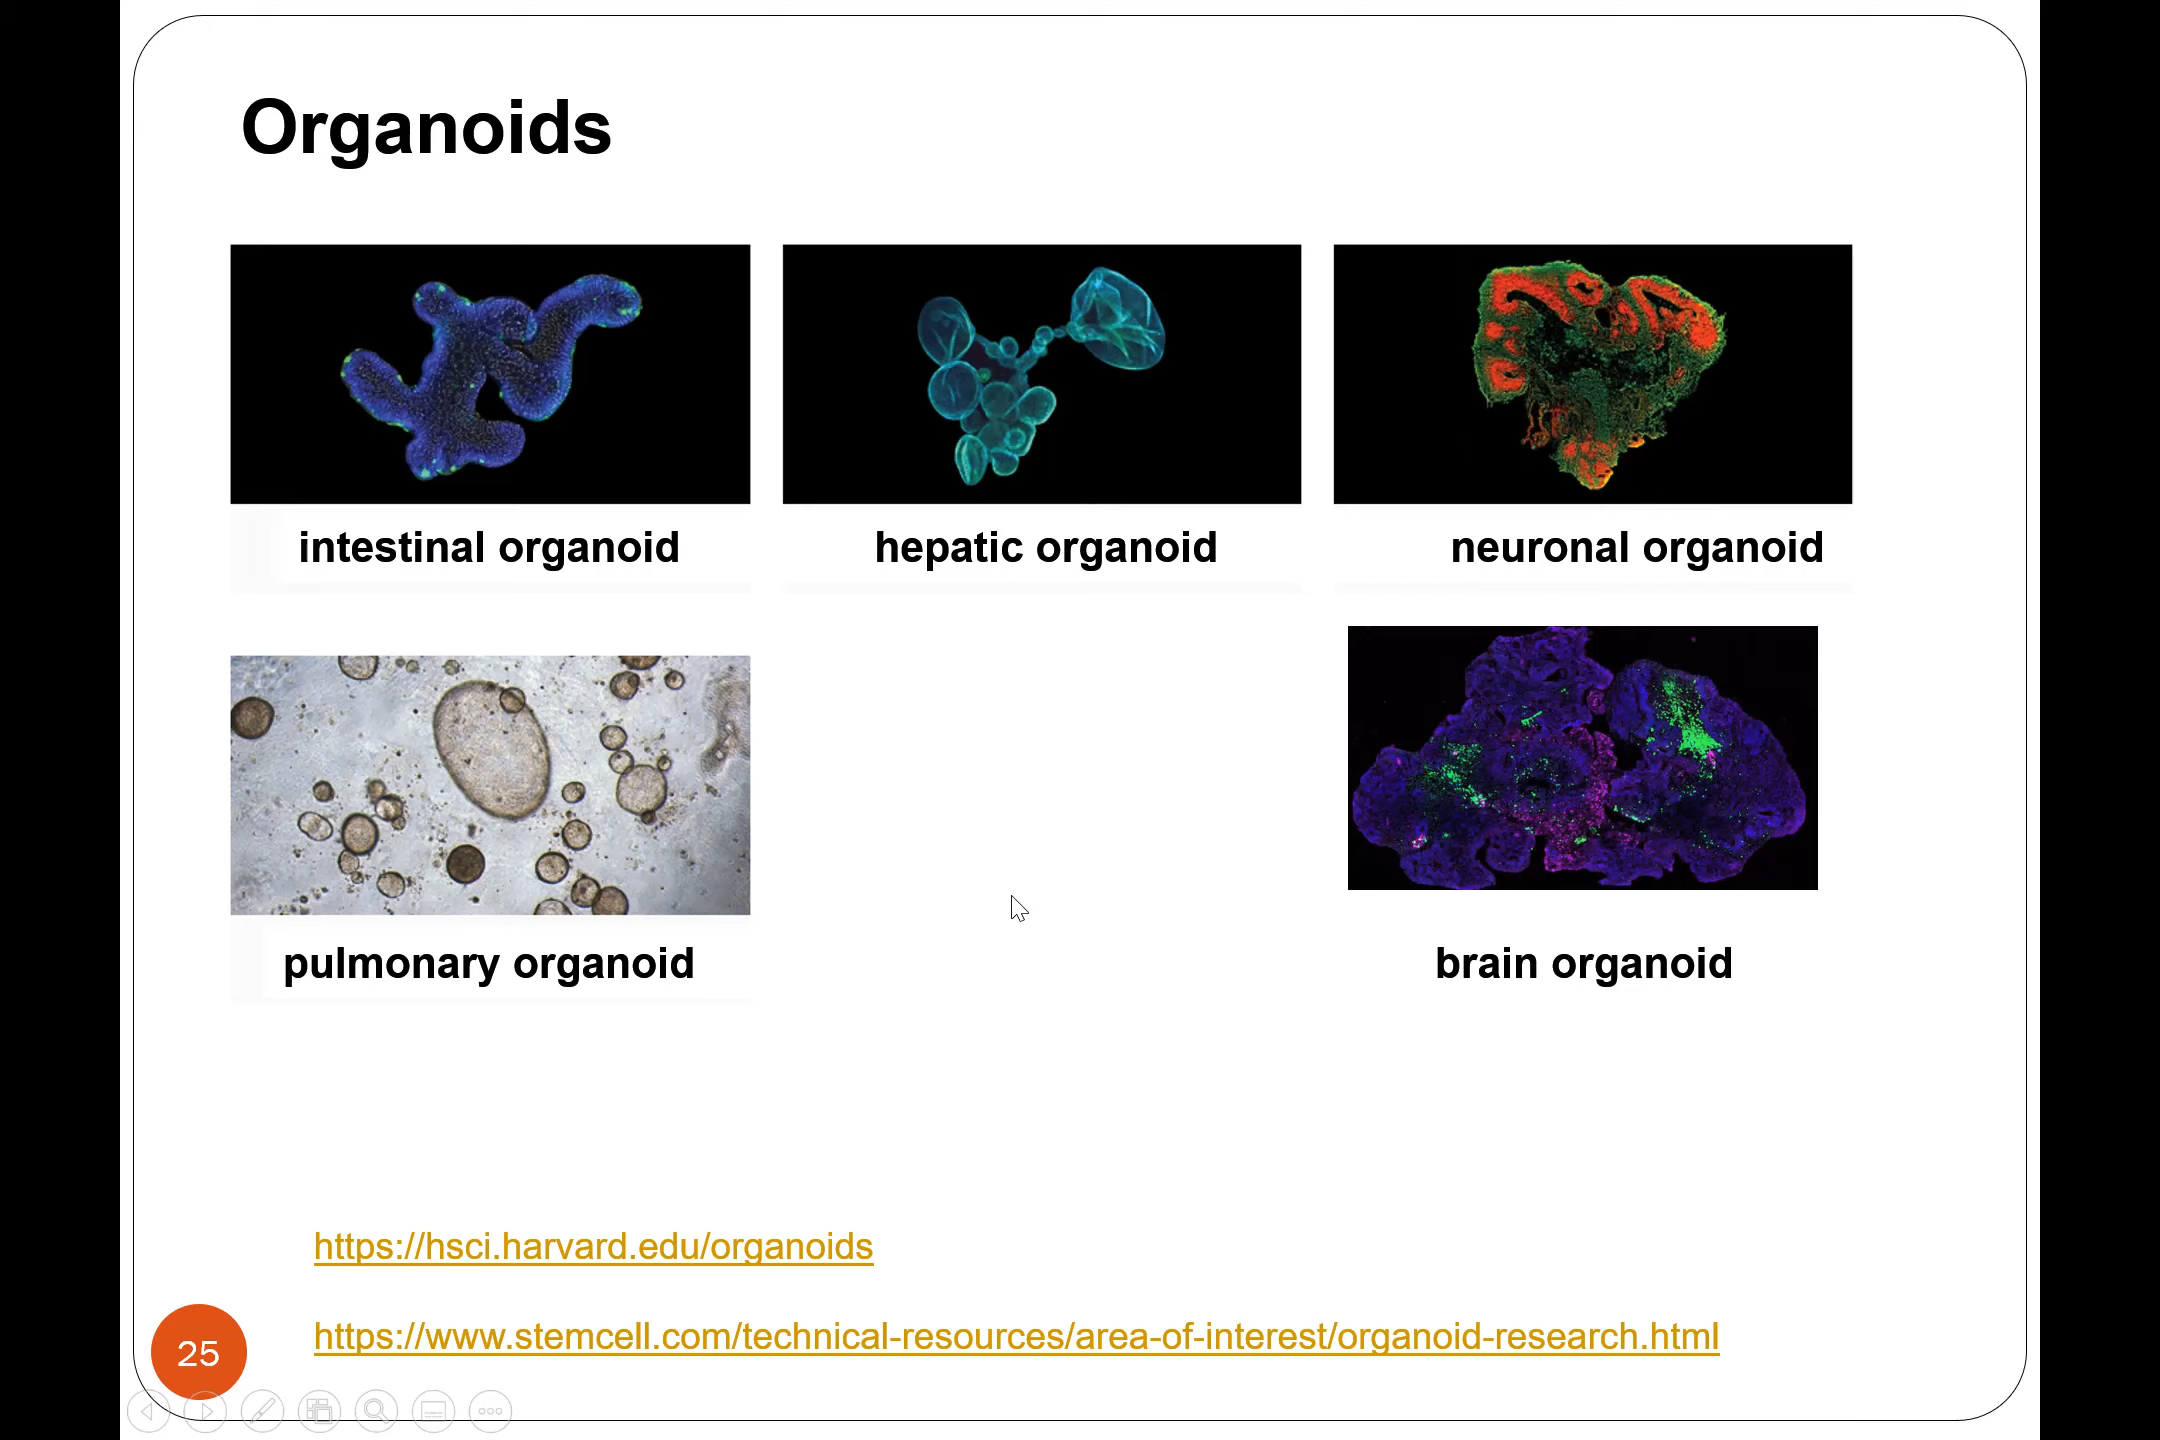 Organoids
intestinal organoid
hepatic organoid
neuronal organoid
pulmonary organoid
brain organoid
https://hsci.harvard.edu/organoids
https://www.stemcell.com/technical-resources/area-of-interest/organoid-research.html
25